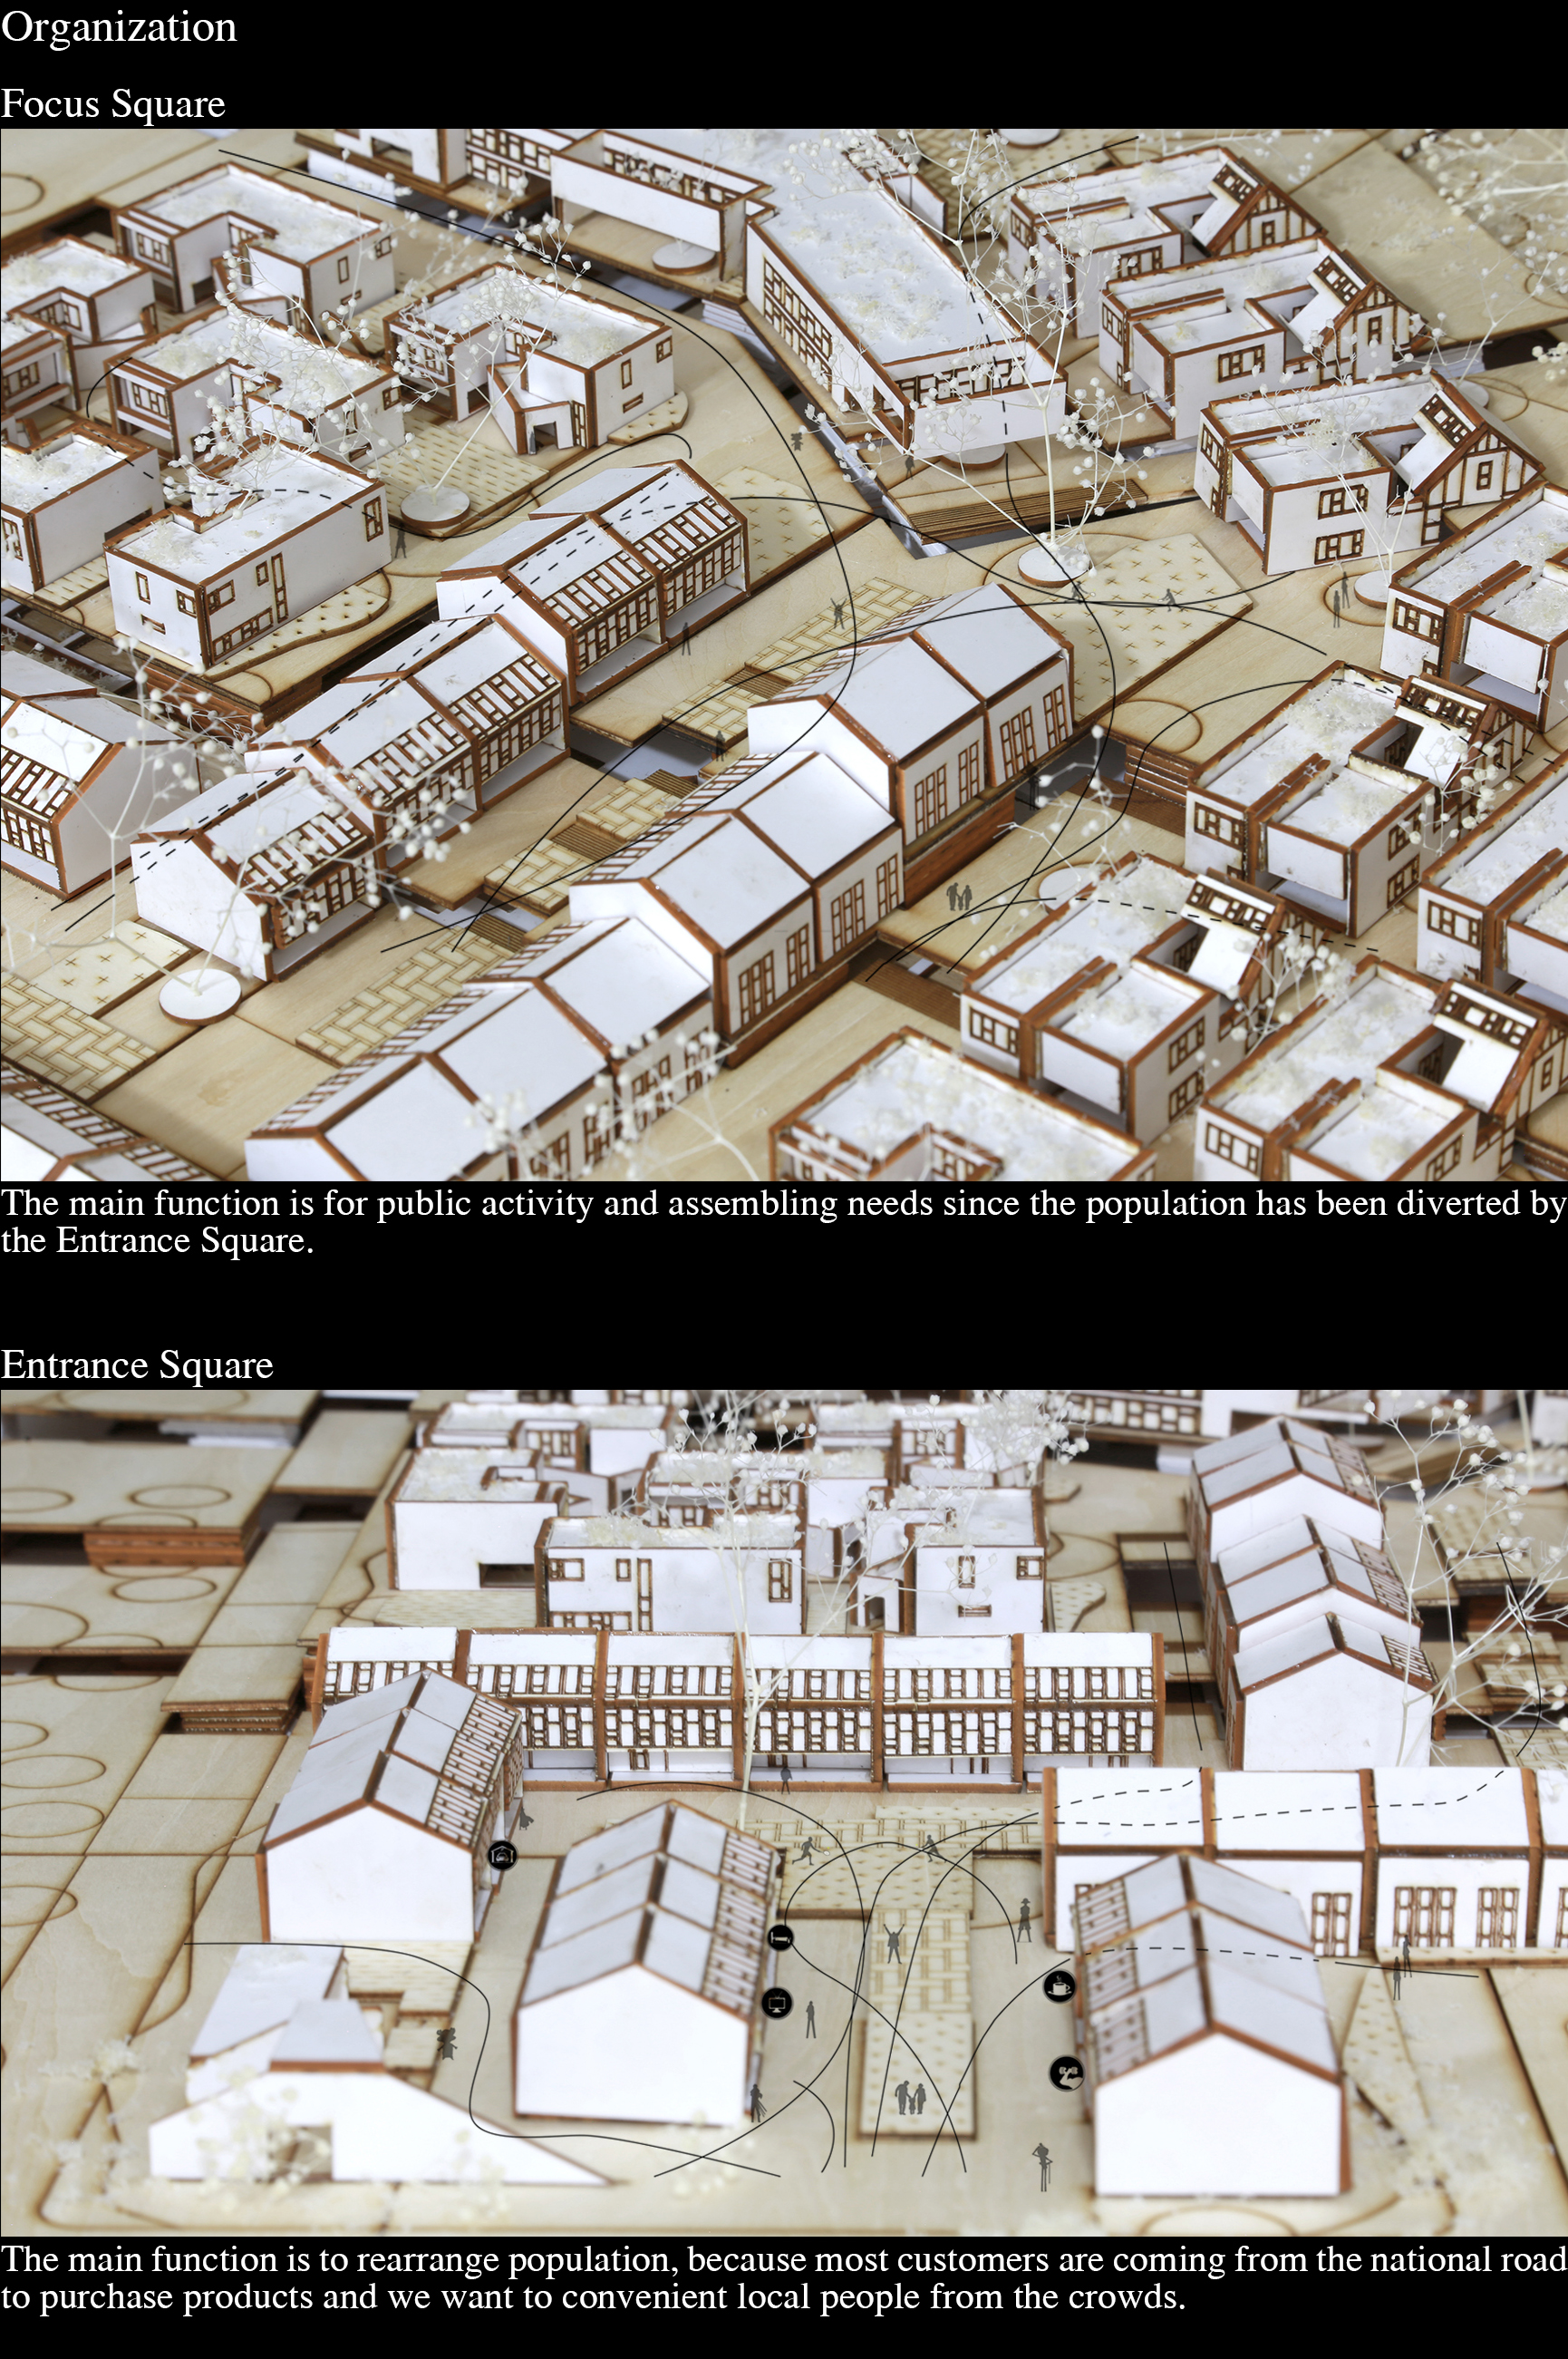 Organization
Focus Square
The main function is for public activity and assembling needs since the population has been diverted by
the Entrance Square.
Entrance Square
The main function is to rearrange population, because most customers are coming from the national road
to purchase products and we want to convenient local people from the crowds.